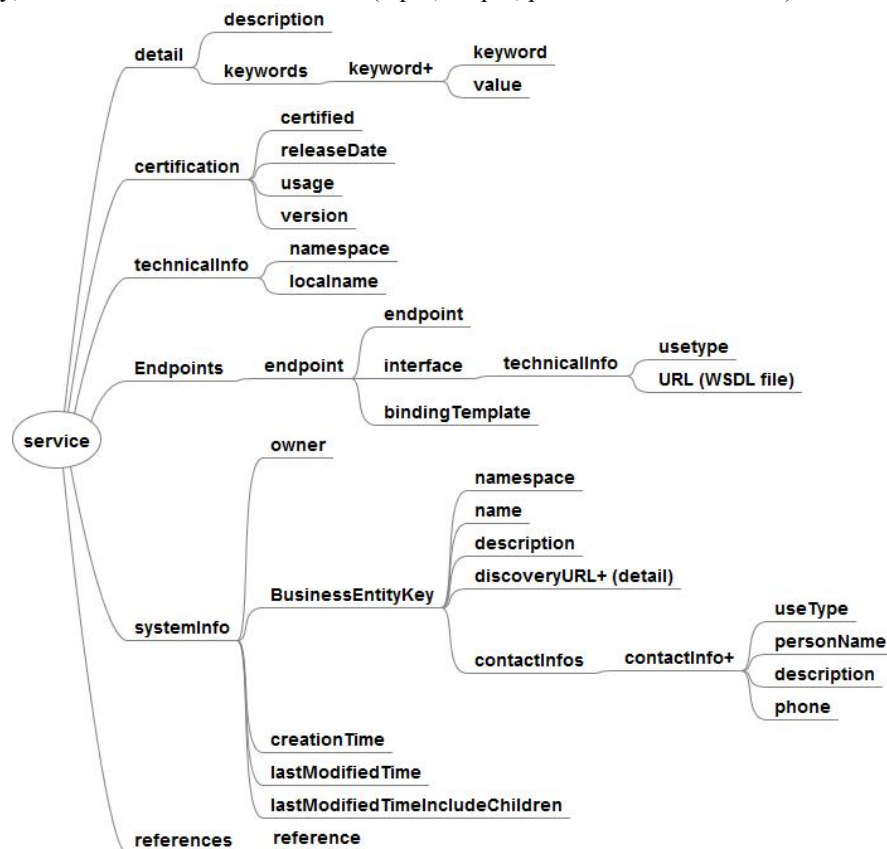 description
detail
keywords
keyword+
keyword
value
certification
certified
releaseDate
usage
version
technicalInfo
namespace
localname
Endpoints
endpoint
endpoint
interface
technicalInfo
usetype
URL (WSDL file)
bindingTemplate
service
systemInfo
owner
BusinessEntityKey
namespace
name
description
discoveryURL+ (detail)
contactInfos
contactInfo+
useType
personName
description
phone
creationTime
lastModifiedTime
lastModifiedTimeIncludeChildren
references
reference